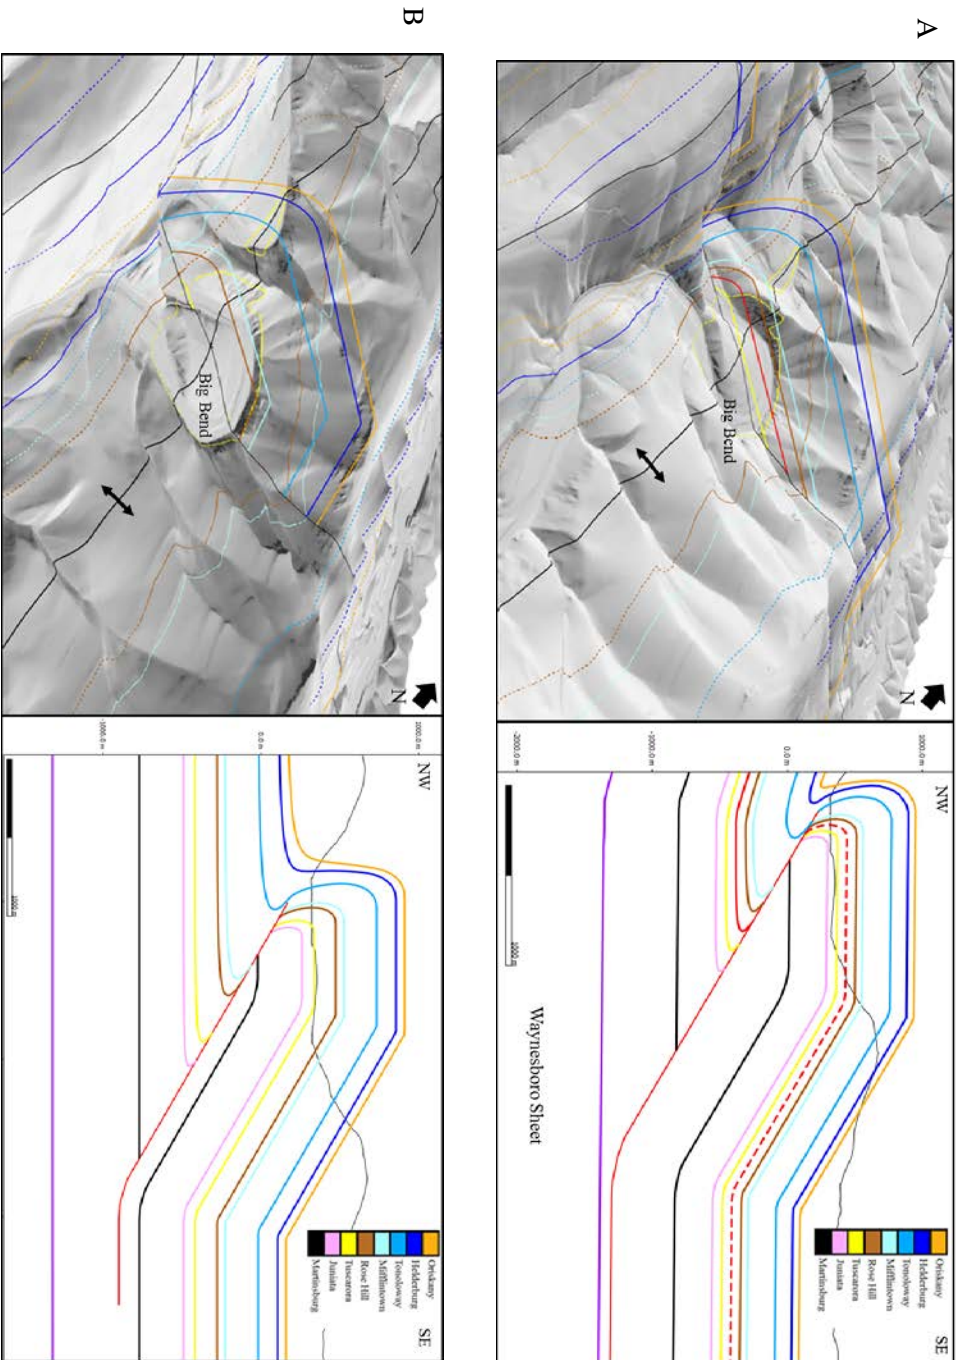 A
N
Big Bend
NW
SE
1000.0 m
0.0 m
-1000.0 m
-2000.0 m
Oriskany
Helderburg
Tonoloway
Mifflintown
Rose Hill
Tuscarora
Juniata
Martinsburg
Waynesboro Sheet
1000 m
B
N
Big Bend
NW
SE
1000.0 m
0.0 m
-1000.0 m
Oriskany
Helderburg
Tonoloway
Mifflintown
Rose Hill
Tuscarora
Juniata
Martinsburg
1000 m